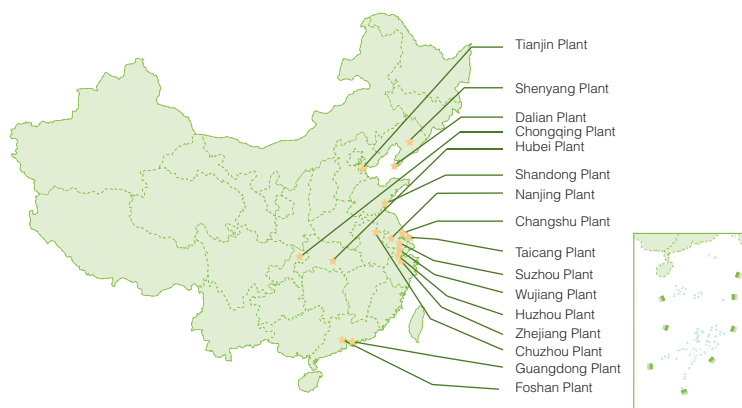 Tianjin Plant
Shenyang Plant
Dalian Plant
Chongqing Plant
Hubei Plant
Shandong Plant
Nanjing Plant
Changshu Plant
Taicang Plant
Suzhou Plant
Wujiang Plant
Huzhou Plant
Zhejiang Plant
Chuzhou Plant
Guangdong Plant
Foshan Plant